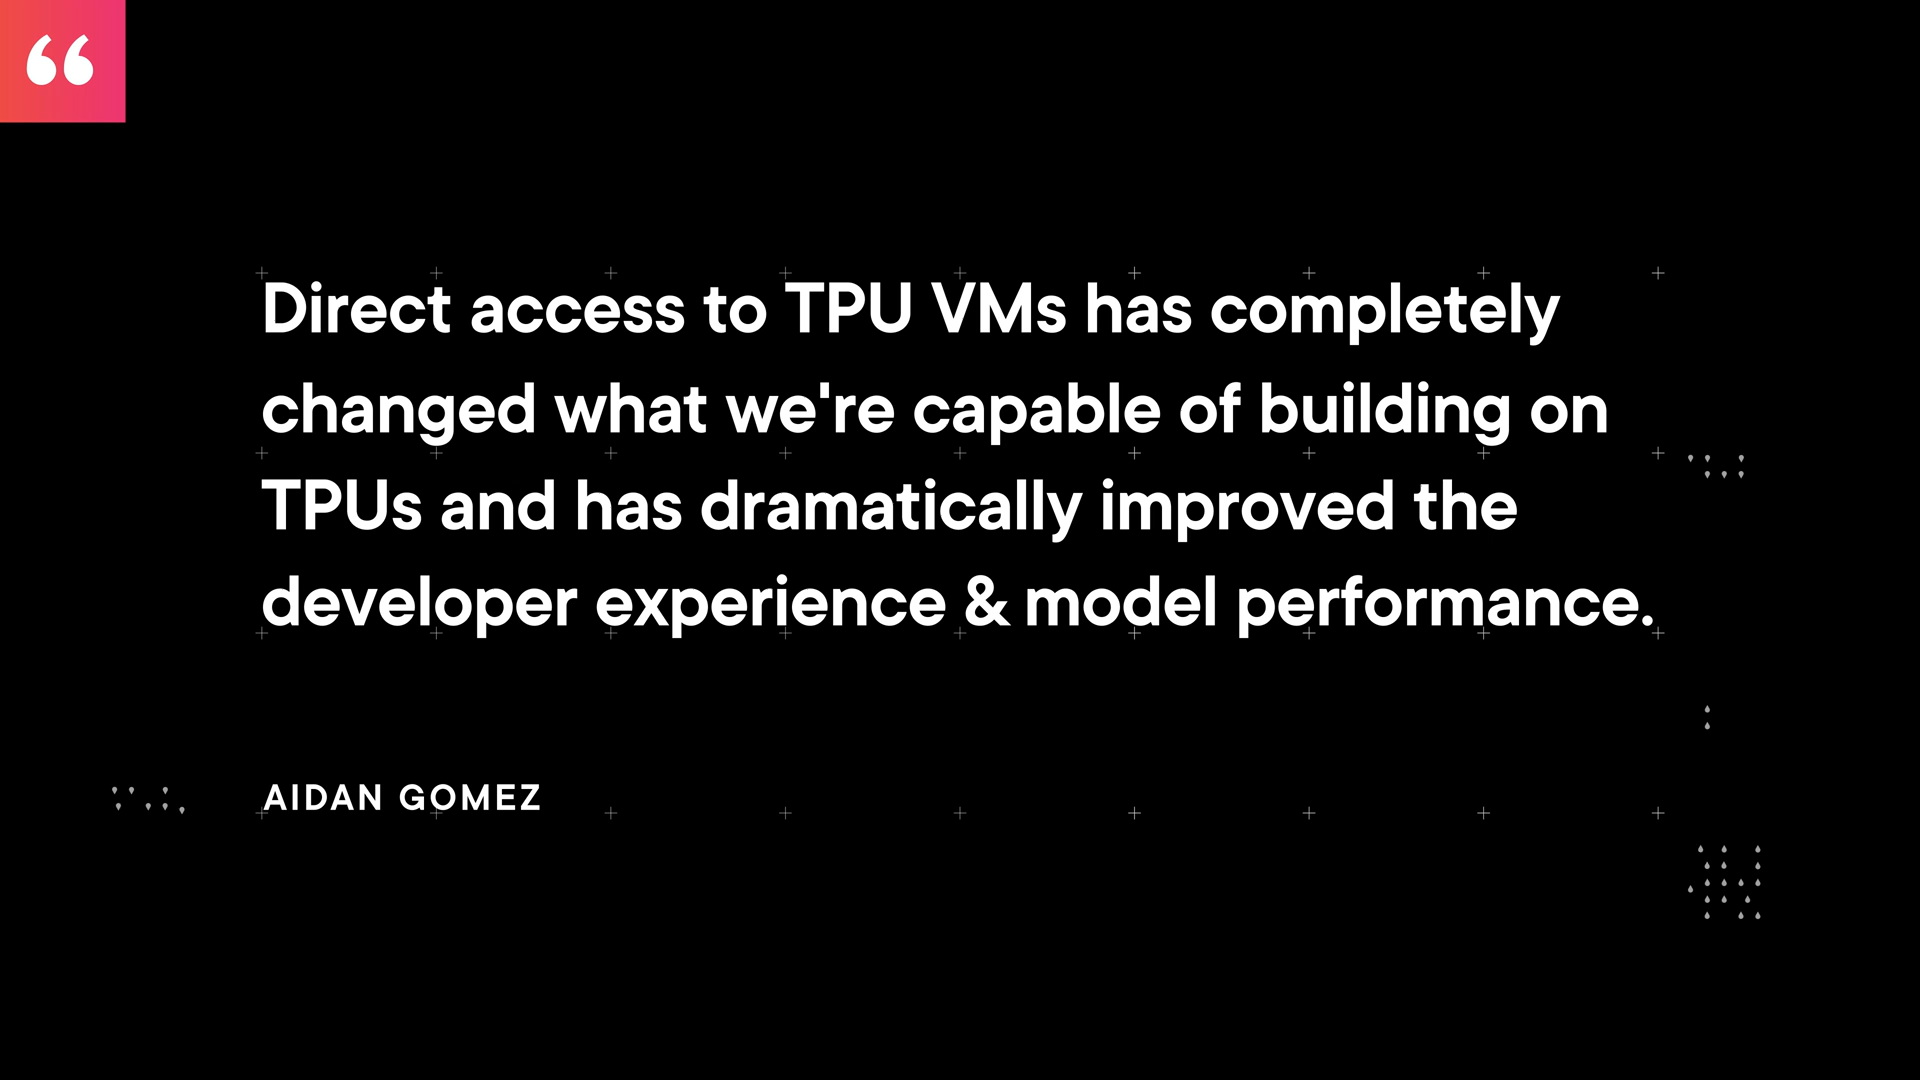 “
Direct access to TPU VMs has completely
changed what we're capable of building on
TPUs and has dramatically improved the
developer experience & model performance.
AIDAN GOMEZ